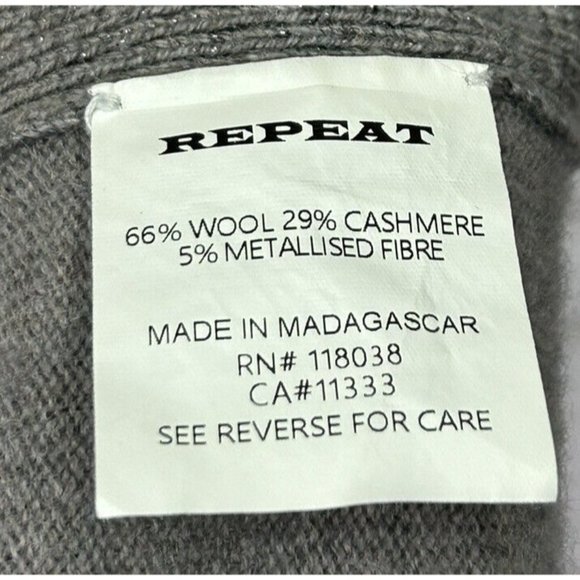 REPEAT
66% WOOL 29% CASHMERE
5% METALLISED FIBRE
MADE IN MADAGASCAR
RN# 118038
CA#11333
SEE REVERSE FOR CARE